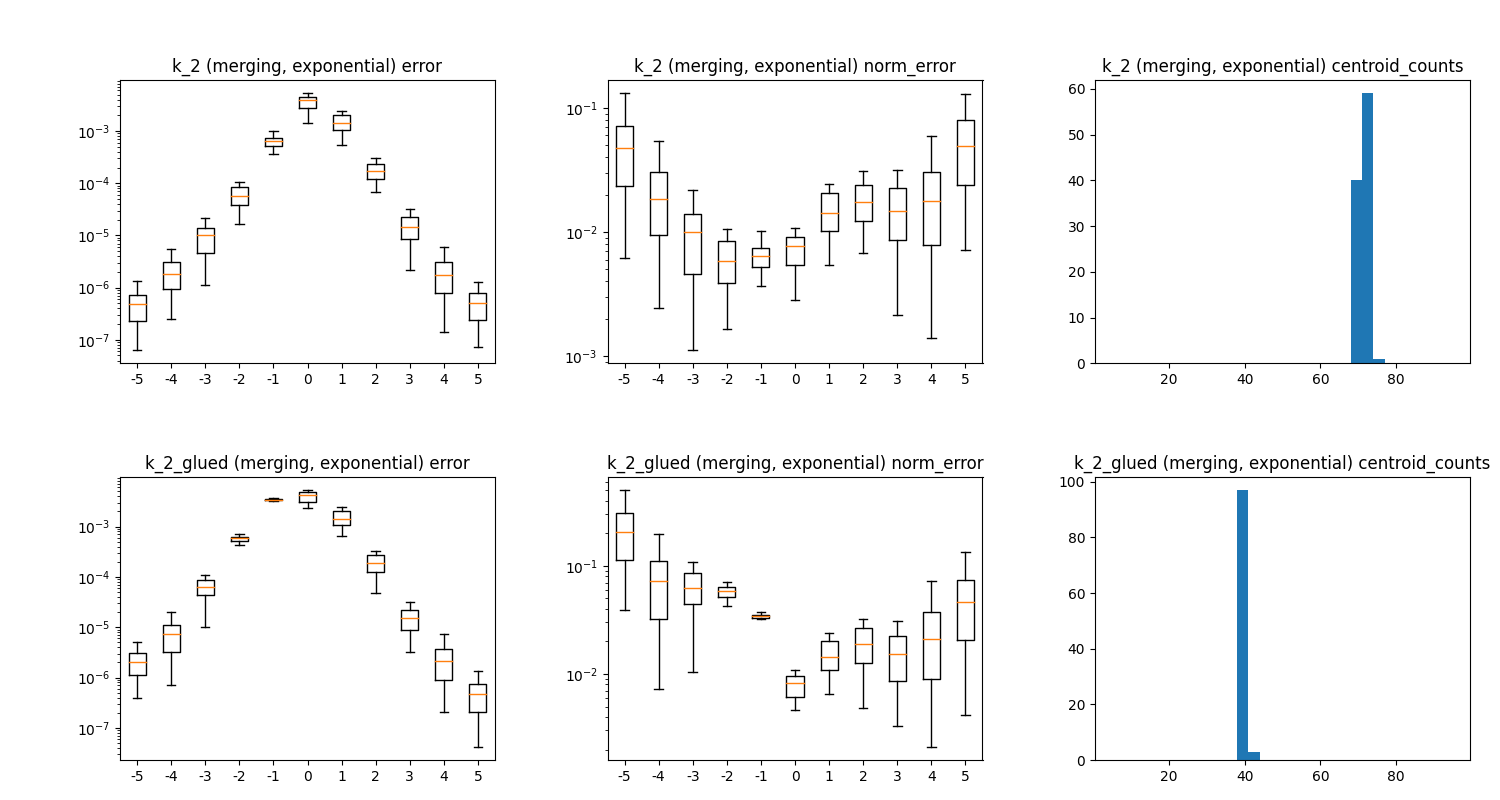 k_2 (merging, exponential) error
10⁻³
10⁻⁴
10⁻⁵
10⁻⁶
10⁻⁷
-5 -4 -3 -2 -1 0 1 2 3 4 5
k_2 (merging, exponential) norm_error
10⁻¹
10⁻²
10⁻³
-5 -4 -3 -2 -1 0 1 2 3 4 5
k_2 (merging, exponential) centroid_counts
60
50
40
30
20
10
0
20 40 60 80
k_2_glued (merging, exponential) error
10⁻³
10⁻⁴
10⁻⁵
10⁻⁶
10⁻⁷
-5 -4 -3 -2 -1 0 1 2 3 4 5
k_2_glued (merging, exponential) norm_error
10⁻¹
10⁻²
-5 -4 -3 -2 -1 0 1 2 3 4 5
k_2_glued (merging, exponential) centroid_counts
100
80
60
40
20
0
20 40 60 80